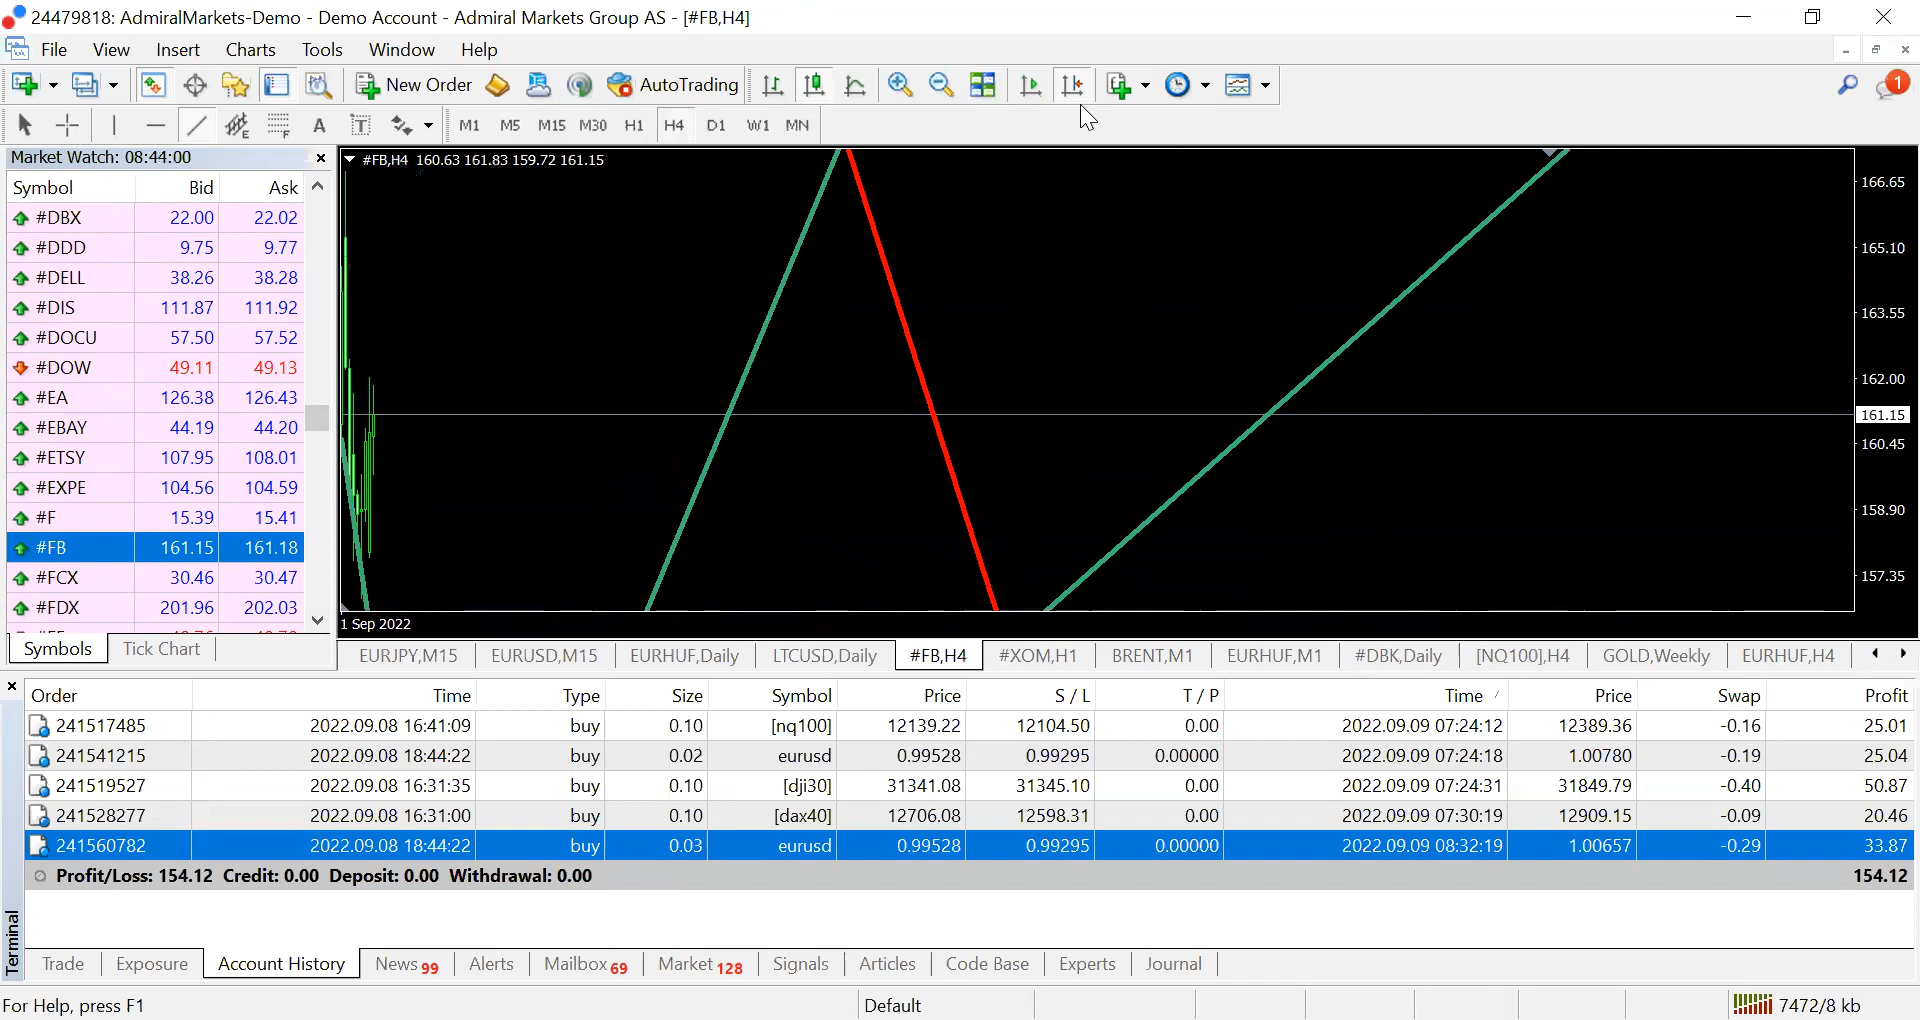 24479818: AdmiralMarkets-Demo - Demo Account - Admiral Markets Group AS - [#FB,H4]
File View Insert Charts Tools Window Help
New Order AutoTrading 1
A T E F M1 M5 M15 M30 H1 H4 D1 W1 MN
Market Watch: 08:44:00
Symbol Bid Ask
#DBX 22.00 22.02
#DDD 9.75 9.77
#DELL 38.26 38.28
#DIS 111.87 111.92
#DOCU 57.50 57.52
#DOW 49.11 49.13
#EA 126.38 126.43
#EBAY 44.19 44.20
#ETSY 107.95 108.01
#EXPE 104.56 104.59
#F 15.39 15.41
#FB 161.15 161.18
#FCX 30.46 30.47
#FDX 201.96 202.03
Symbols Tick Chart
#FB,H4 160.63 161.83 159.72 161.15
166.65
165.10
163.55
162.00
161.15
160.45
158.90
157.35
1 Sep 2022
EURJPY,M15 EURUSD,M15 EURHUF,Daily LTCUSD,Daily #FB,H4 #XOM,H1 BRENT,M1 EURHUF,M1 #DBK,Daily [NQ100],H4 GOLD,Weekly EURHUF,H4
Order Time Type Size Symbol Price S / L T / P Time Price Swap Profit
241517485 2022.09.08 16:41:09 buy 0.10 [nq100] 12139.22 12104.50 0.00 2022.09.09 07:24:12 12389.36 -0.16 25.01
241541215 2022.09.08 18:44:22 buy 0.02 eurusd 0.99528 0.99295 0.00000 2022.09.09 07:24:18 1.00780 -0.19 25.04
241519527 2022.09.08 16:31:35 buy 0.10 [dji30] 31341.08 31345.10 0.00 2022.09.09 07:24:31 31849.79 -0.40 50.87
241528277 2022.09.08 16:31:00 buy 0.10 [dax40] 12706.08 12598.31 0.00 2022.09.09 07:30:19 12909.15 -0.09 20.46
241560782 2022.09.08 18:44:22 buy 0.03 eurusd 0.99528 0.99295 0.00000 2022.09.09 08:32:19 1.00657 -0.29 33.87
Profit/Loss: 154.12 Credit: 0.00 Deposit: 0.00 Withdrawal: 0.00 154.12
Terminal
Trade Exposure Account History News 99 Alerts Mailbox 69 Market 128 Signals Articles Code Base Experts Journal
For Help, press F1 Default 7472/8 kb